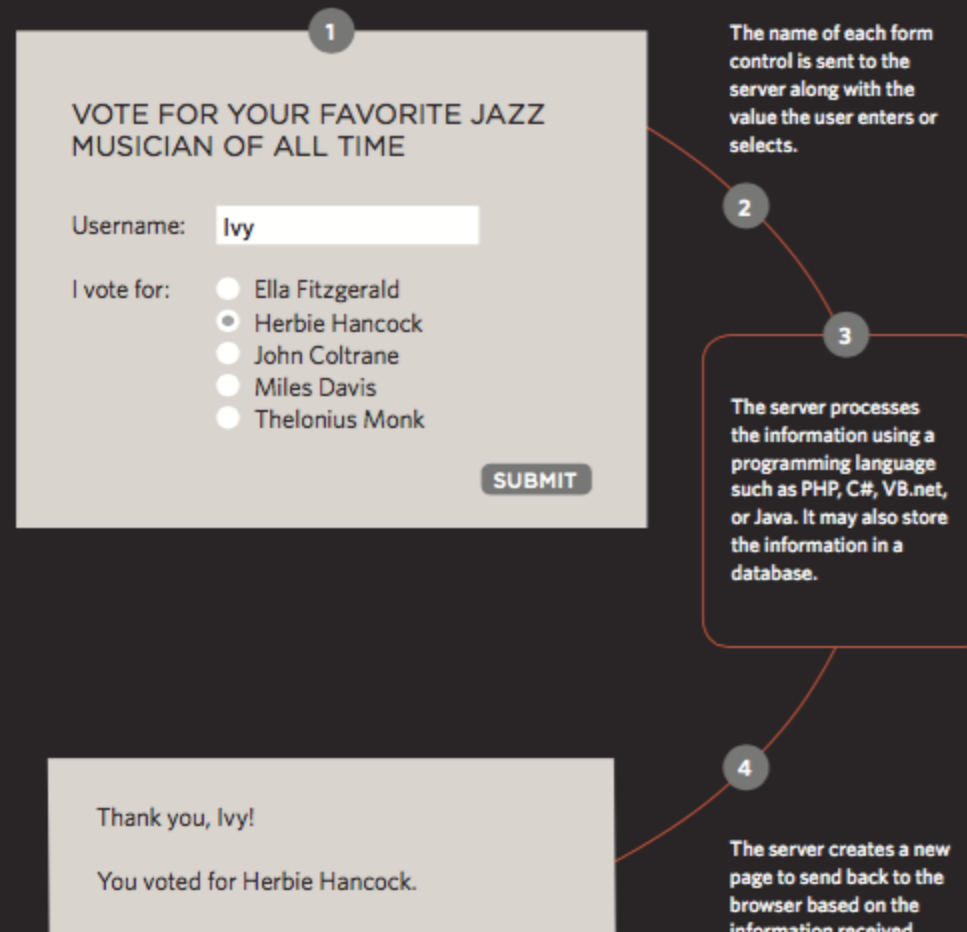 1
VOTE FOR YOUR FAVORITE JAZZ
MUSICIAN OF ALL TIME
Username: Ivy
I vote for: Ella Fitzgerald
Herbie Hancock
John Coltrane
Miles Davis
Thelonius Monk
SUBMIT
The name of each form
control is sent to the
server along with the
value the user enters or
selects.
2
3
The server processes
the information using a
programming language
such as PHP, C#, VB.net,
or Java. It may also store
the information in a
database.
4
The server creates a new
page to send back to the
browser based on the
information received
Thank you, Ivy!
You voted for Herbie Hancock.